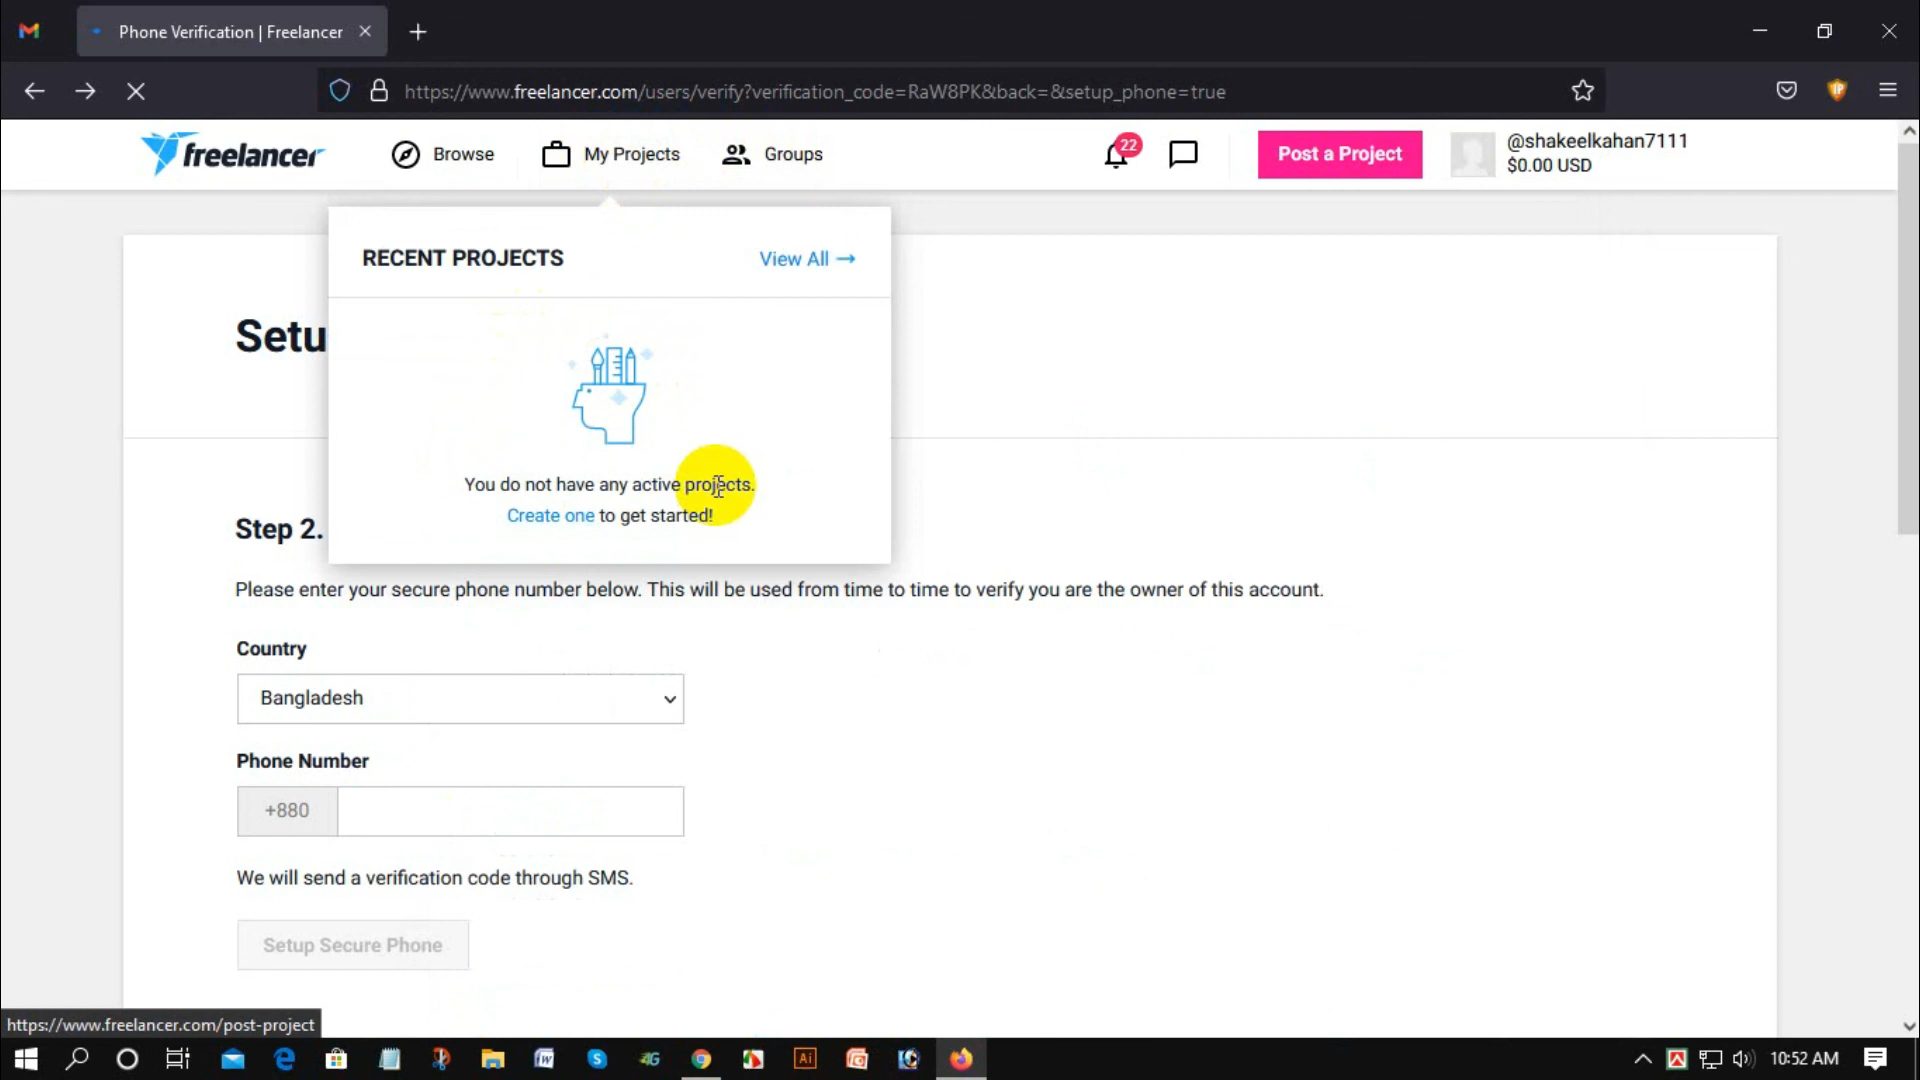 Phone Verification | Freelancer
https://www.freelancer.com/users/verify?verification_code=RaW8PK&back=&setup_phone=true
freelancer
Browse
My Projects
Groups
22
Post a Project
@shakeelkahan7111
$0.00 USD
RECENT PROJECTS
View All →
Setu
You do not have any active projects.
Create one to get started!
Step 2.
Please enter your secure phone number below. This will be used from time to time to verify you are the owner of this account.
Country
Bangladesh
Phone Number
+880
We will send a verification code through SMS.
Setup Secure Phone
https://www.freelancer.com/post-project
4G
Ai
10:52 AM